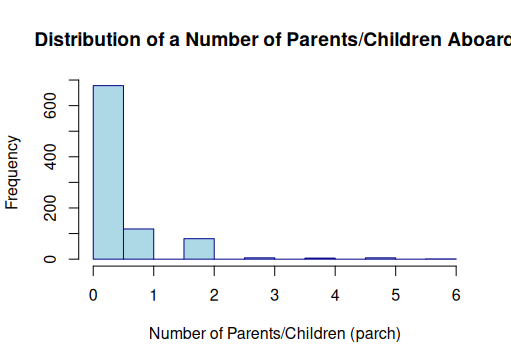 Distribution of a Number of Parents/Children Aboard
Frequency
600
400
200
0
0 1 2 3 4 5 6
Number of Parents/Children (parch)